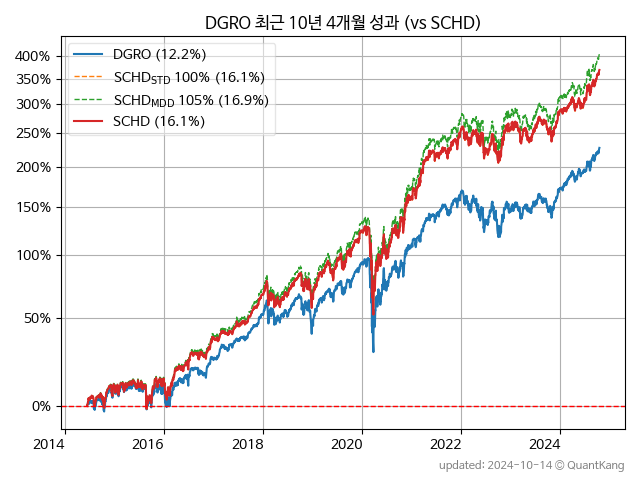 DGRO 최근 10년 4개월 성과 (vs SCHD)
DGRO (12.2%)
SCHD_STD 100% (16.1%)
SCHD_MDD 105% (16.9%)
SCHD (16.1%)
400%
350%
300%
250%
200%
150%
100%
50%
0%
2014 2016 2018 2020 2022 2024
updated: 2024-10-14 © QuantKang